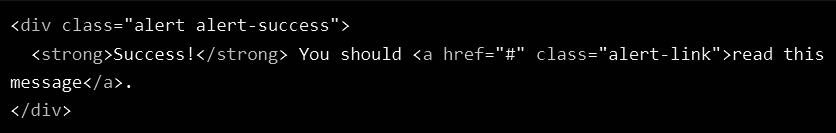 <div class="alert alert-success">
  <strong>Success!</strong> You should <a href="#" class="alert-link">read this
message</a>.
</div>